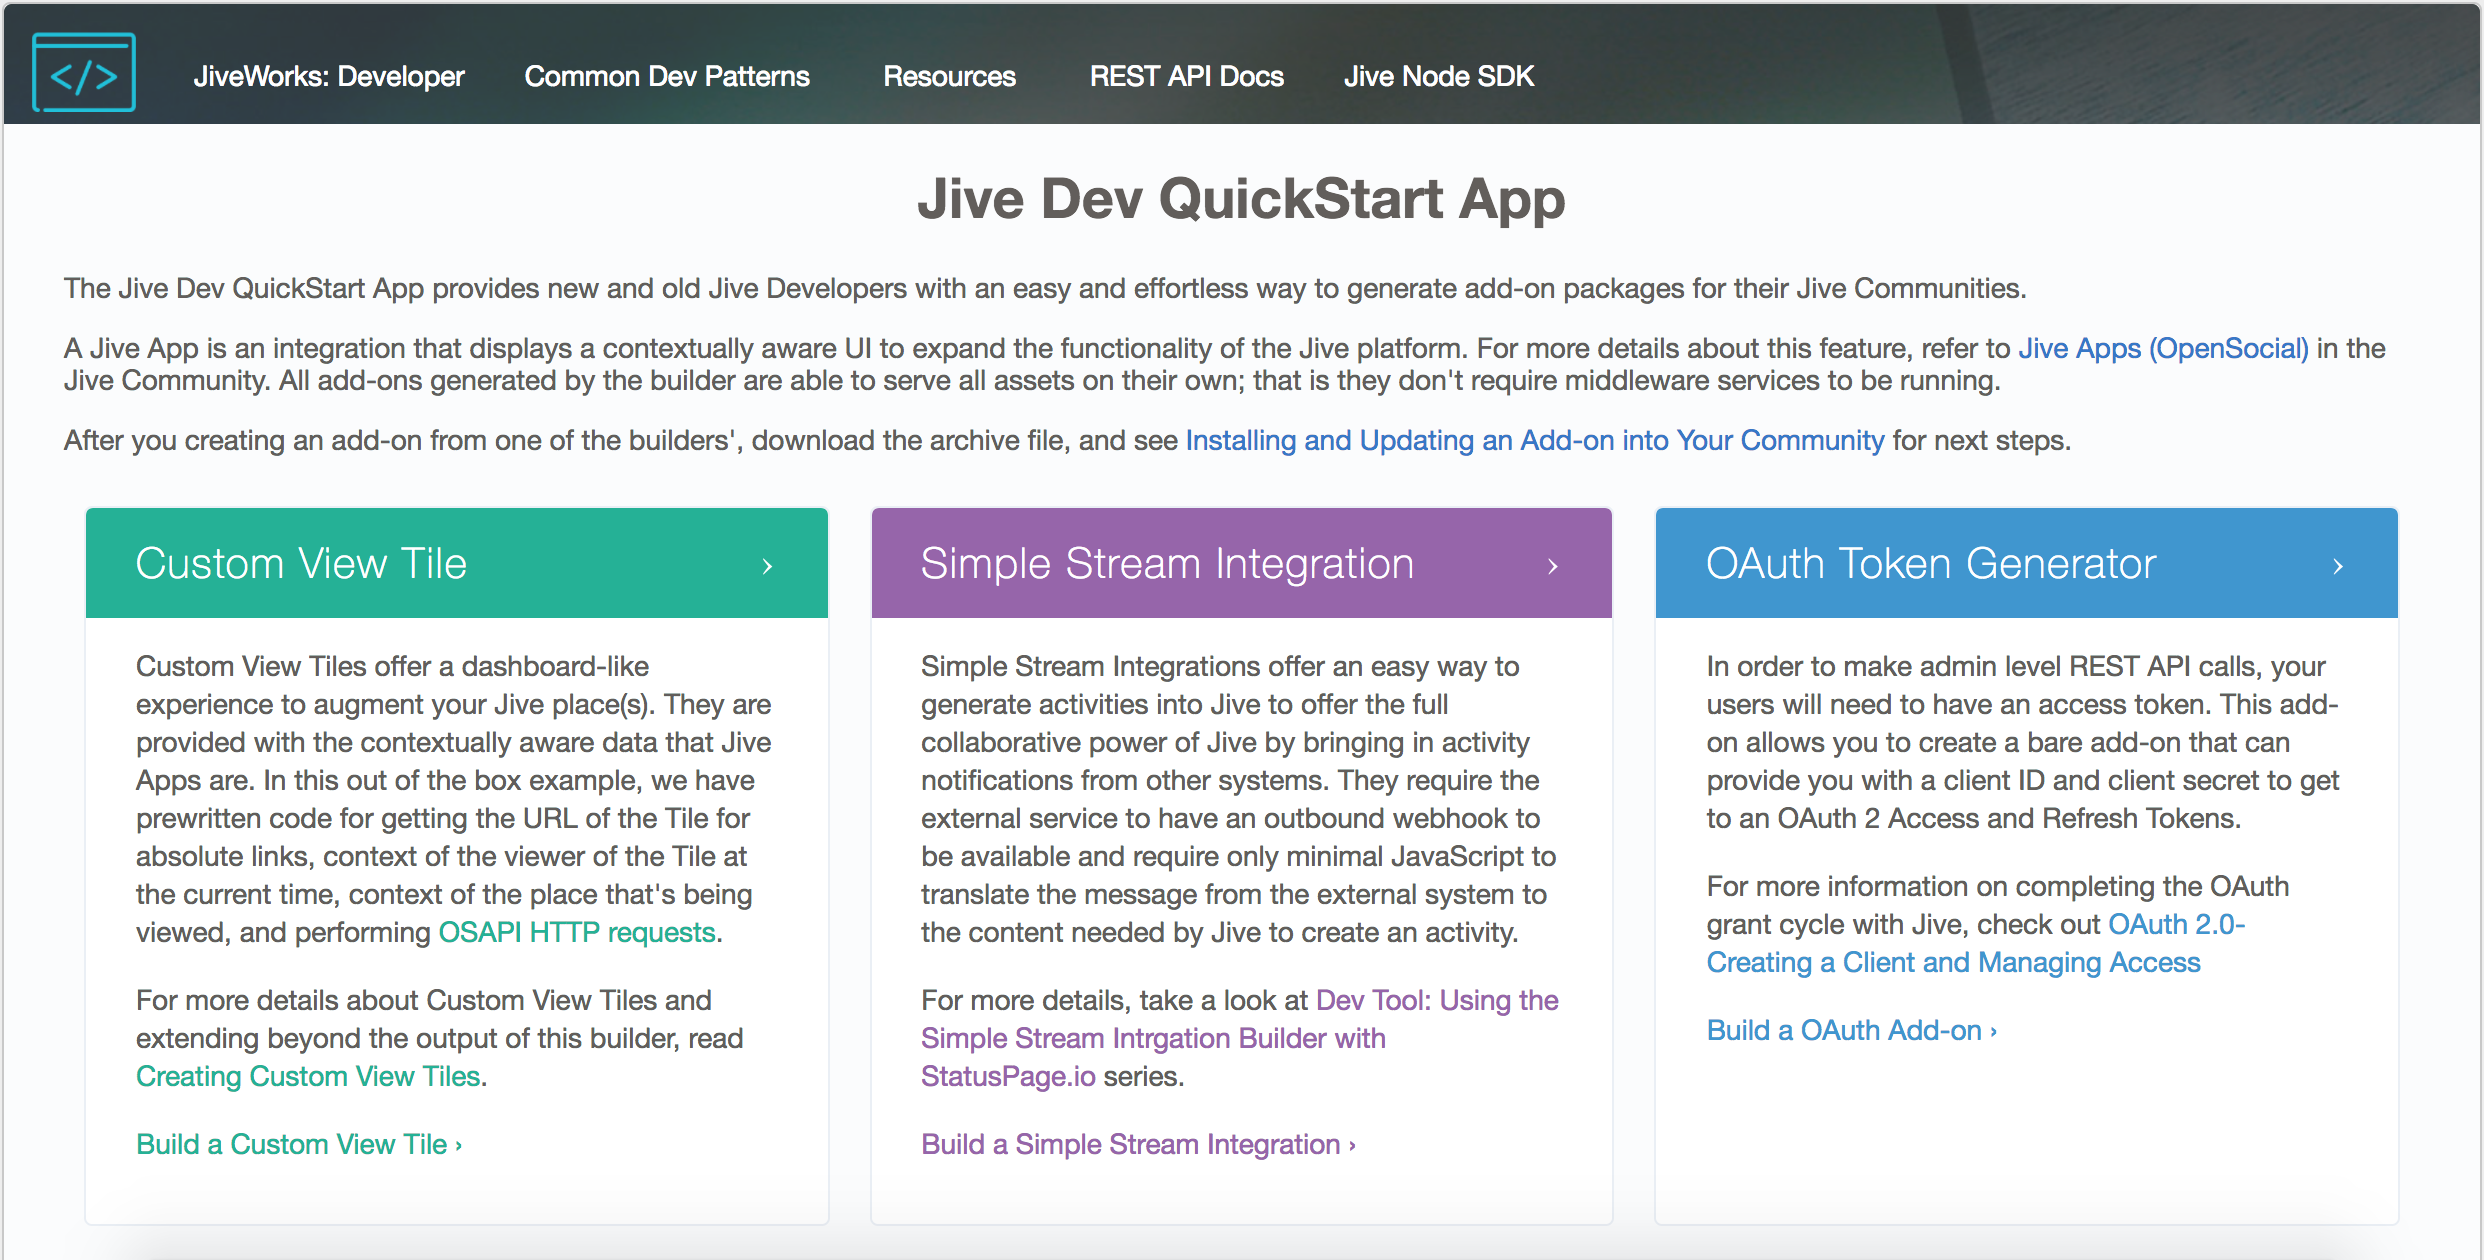 </>
JiveWorks: Developer Common Dev Patterns Resources REST API Docs Jive Node SDK
Jive Dev QuickStart App
The Jive Dev QuickStart App provides new and old Jive Developers with an easy and effortless way to generate add-on packages for their Jive Communities.
A Jive App is an integration that displays a contextually aware UI to expand the functionality of the Jive platform. For more details about this feature, refer to Jive Apps (OpenSocial) in the
Jive Community. All add-ons generated by the builder are able to serve all assets on their own; that is they don't require middleware services to be running.
After you creating an add-on from one of the builders', download the archive file, and see Installing and Updating an Add-on into Your Community for next steps.
Custom View Tile ›
Custom View Tiles offer a dashboard-like
experience to augment your Jive place(s). They are
provided with the contextually aware data that Jive
Apps are. In this out of the box example, we have
prewritten code for getting the URL of the Tile for
absolute links, context of the viewer of the Tile at
the current time, context of the place that's being
viewed, and performing OSAPI HTTP requests.
For more details about Custom View Tiles and
extending beyond the output of this builder, read
Creating Custom View Tiles.
Build a Custom View Tile ›
Simple Stream Integration ›
Simple Stream Integrations offer an easy way to
generate activities into Jive to offer the full
collaborative power of Jive by bringing in activity
notifications from other systems. They require the
external service to have an outbound webhook to
be available and require only minimal JavaScript to
translate the message from the external system to
the content needed by Jive to create an activity.
For more details, take a look at Dev Tool: Using the
Simple Stream Intrgation Builder with
StatusPage.io series.
Build a Simple Stream Integration ›
OAuth Token Generator ›
In order to make admin level REST API calls, your
users will need to have an access token. This add-
on allows you to create a bare add-on that can
provide you with a client ID and client secret to get
to an OAuth 2 Access and Refresh Tokens.
For more information on completing the OAuth
grant cycle with Jive, check out OAuth 2.0-
Creating a Client and Managing Access
Build a OAuth Add-on ›